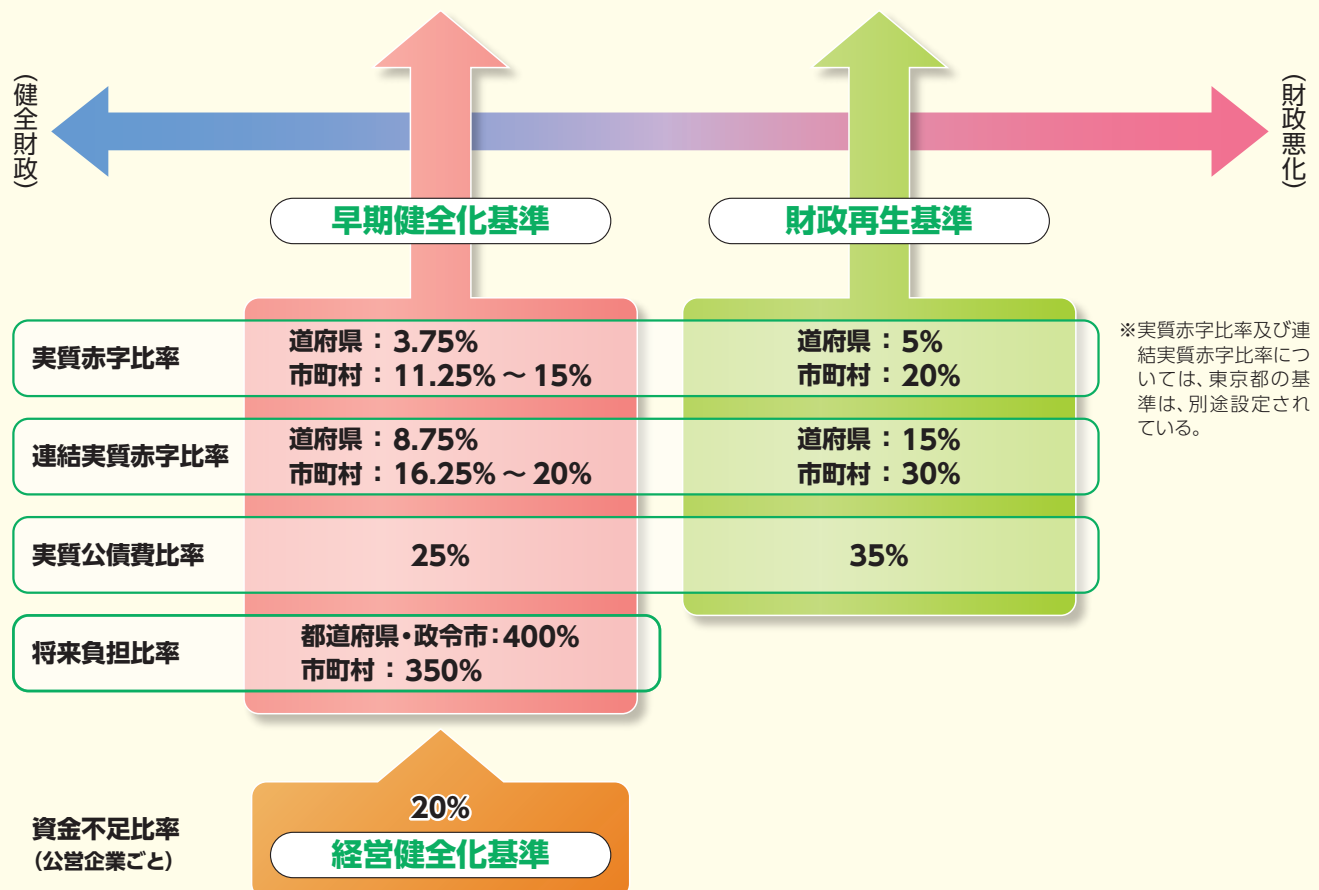 （健全財政）
（財政悪化）
早期健全化基準
財政再生基準
実質赤字比率
道府県：3.75%
市町村：11.25%～15%
道府県：5%
市町村：20%
※実質赤字比率及び連
結実質赤字比率につ
いては、東京都の基
準は、別途設定され
ている。
連結実質赤字比率
道府県：8.75%
市町村：16.25%～20%
道府県：15%
市町村：30%
実質公債費比率
25%
35%
将来負担比率
都道府県・政令市：400%
市町村：350%
資金不足比率
（公営企業ごと）
20%
経営健全化基準